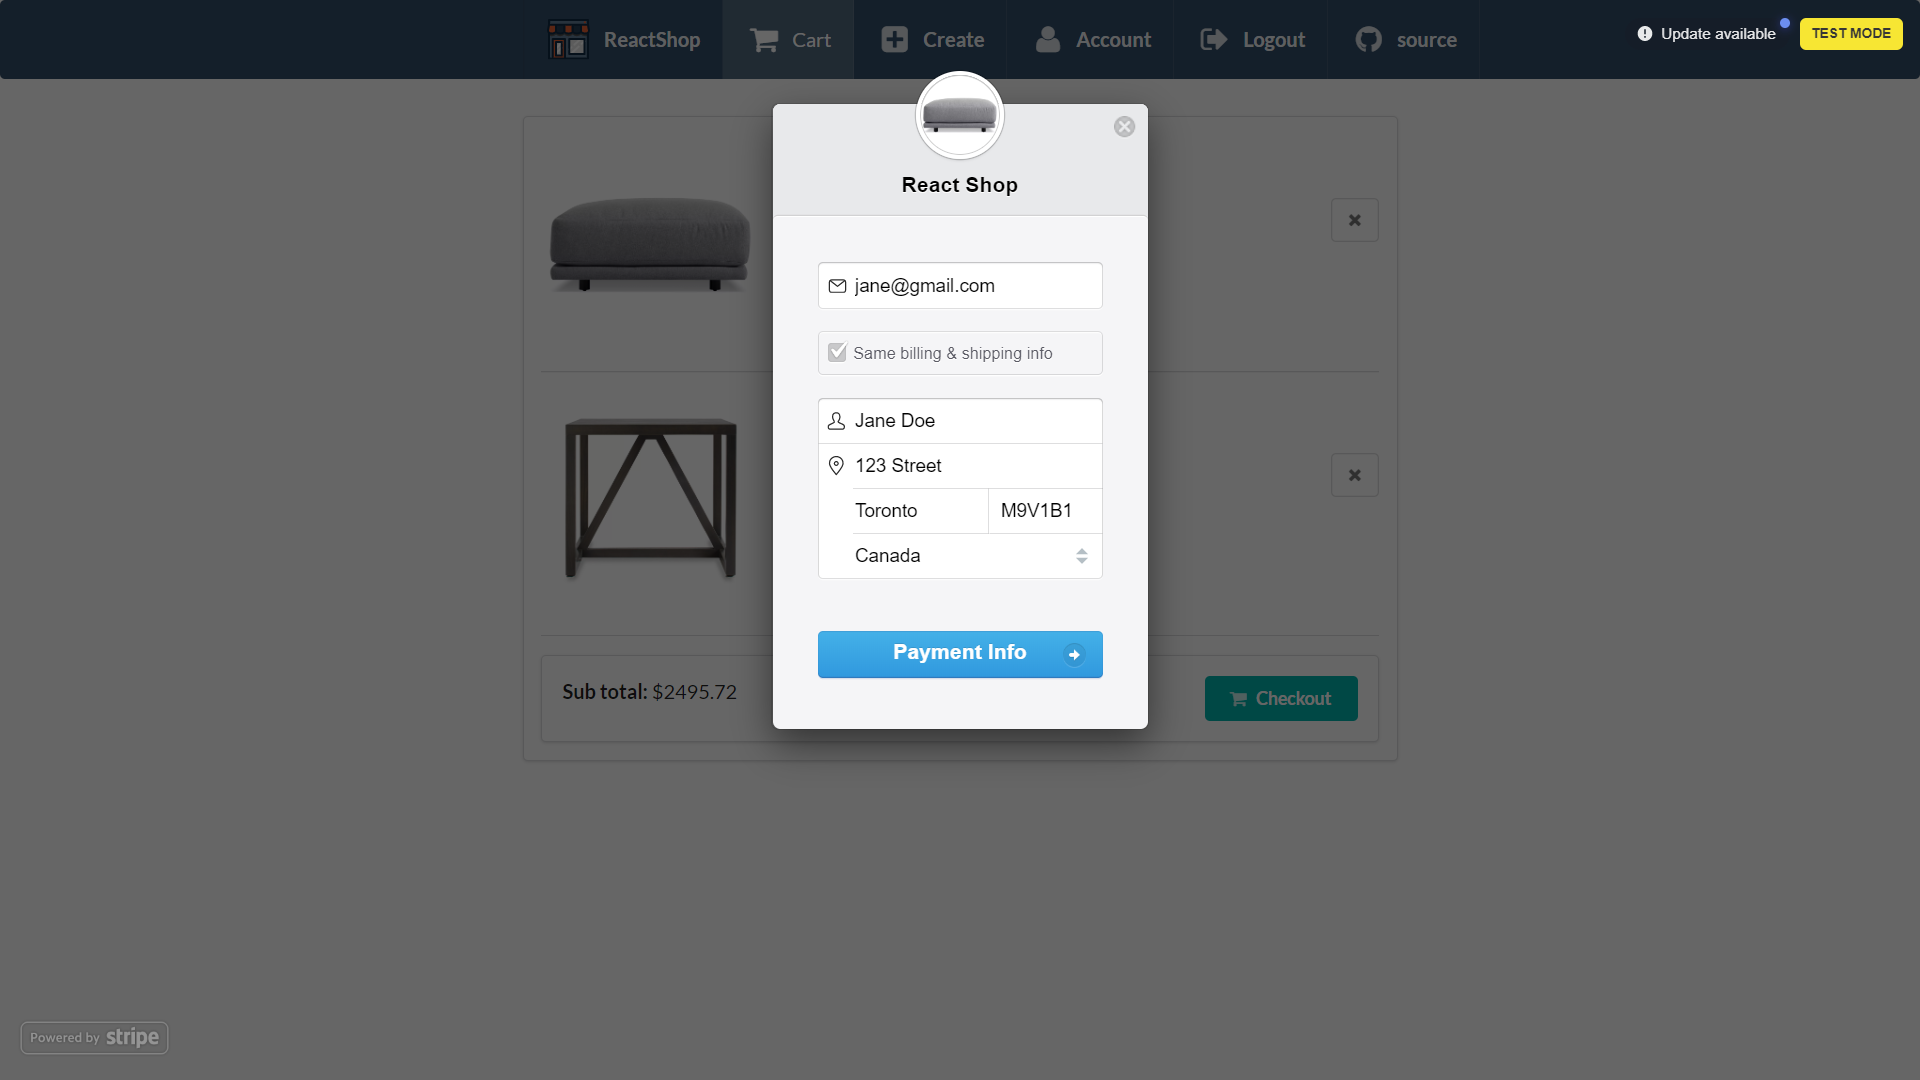 ReactShop Cart Create Account Logout source Update available TEST MODE
React Shop
jane@gmail.com
Same billing & shipping info
Jane Doe
123 Street
Toronto M9V1B1
Canada
Payment Info
Sub total: $2495.72 Checkout
Powered by stripe